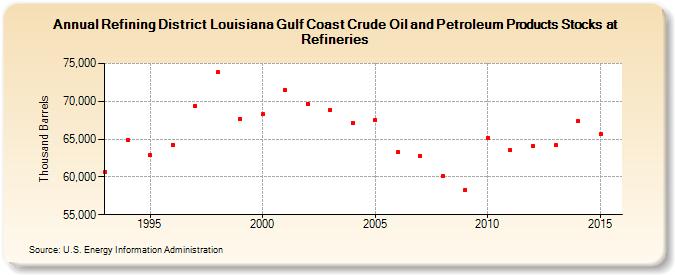 Annual Refining District Louisiana Gulf Coast Crude Oil and Petroleum Products Stocks at
Refineries
Thousand Barrels
75,000
70,000
65,000
60,000
55,000
1995
2000
2005
2010
2015
Source: U.S. Energy Information Administration